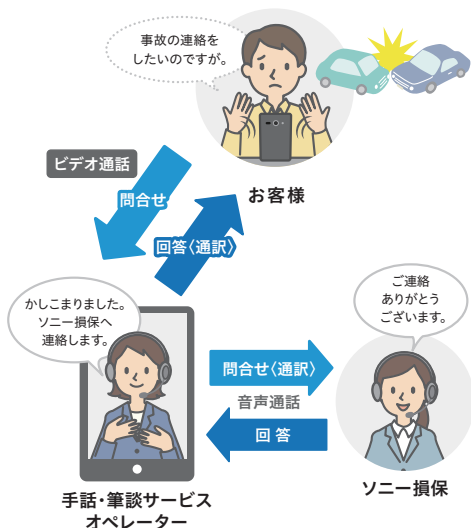 事故の連絡を
したいのですが。
お客様
ビデオ通話
問合せ
回答〈通訳〉
かしこまりました。
ソニー損保へ
連絡します。
ご連絡
ありがとう
ございます。
問合せ〈通訳〉
音声通話
回答
手話・筆談サービス
オペレーター
ソニー損保